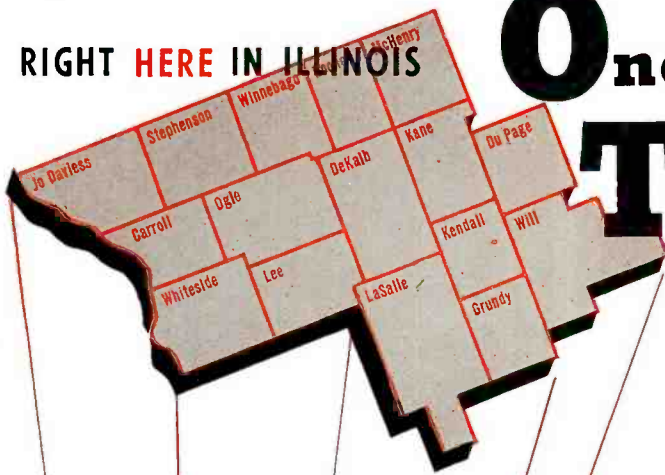 RIGHT HERE IN ILLINOIS
One
T
McHenry
Winnebago
Stephenson
Jo Daviess
Kane
Du Page
DeKalb
Ogle
Carroll
Kendall
Will
Lee
Whiteside
LaSalle
Grundy